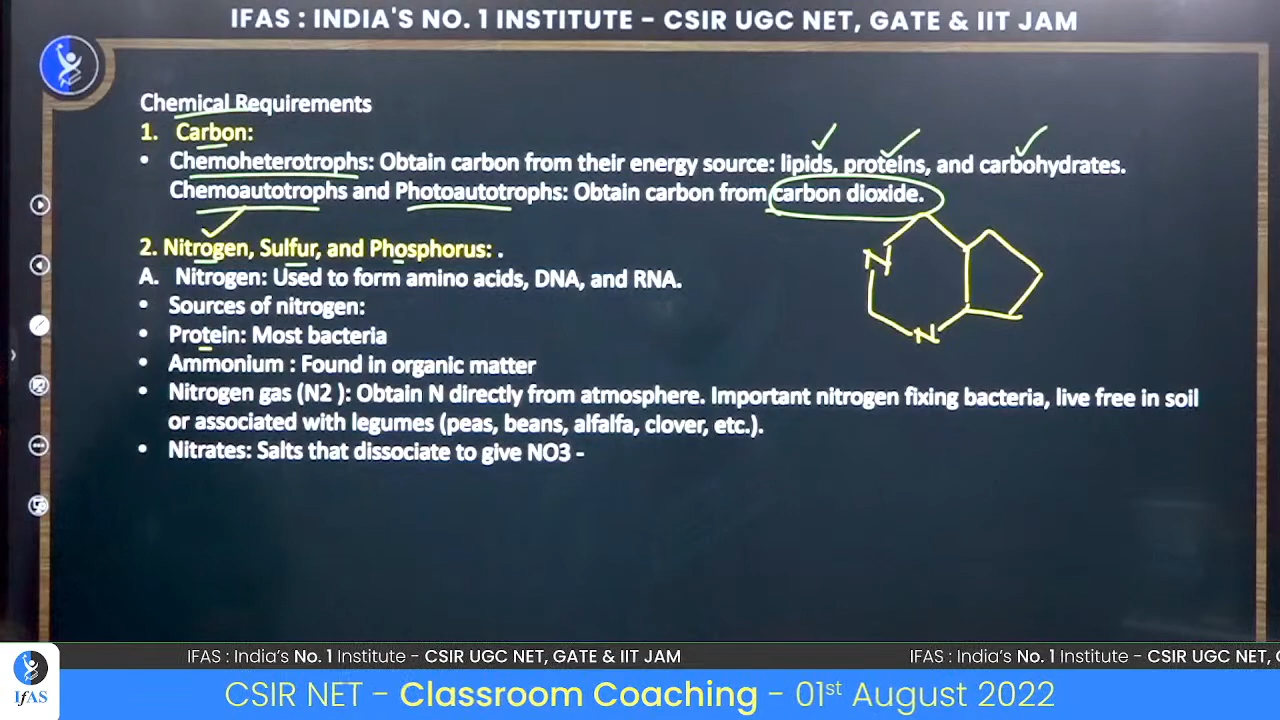 IFAS : INDIA'S NO. 1 INSTITUTE - CSIR UGC NET, GATE & IIT JAM
Chemical Requirements
1. Carbon:
• Chemoheterotrophs: Obtain carbon from their energy source: lipids, proteins, and carbohydrates.
Chemoautotrophs and Photoautotrophs: Obtain carbon from carbon dioxide.
2. Nitrogen, Sulfur, and Phosphorus: .
A. Nitrogen: Used to form amino acids, DNA, and RNA.
• Sources of nitrogen:
• Protein: Most bacteria
• Ammonium : Found in organic matter
• Nitrogen gas (N2 ): Obtain N directly from atmosphere. Important nitrogen fixing bacteria, live free in soil
or associated with legumes (peas, beans, alfalfa, clover, etc.).
• Nitrates: Salts that dissociate to give NO3 -
N
N
IFAS : India's No. 1 Institute - CSIR UGC NET, GATE & IIT JAM
IFAS : India's No. 1 Institute - CSIR UGC NET, G
IfAS
CSIR NET - Classroom Coaching - 01st August 2022